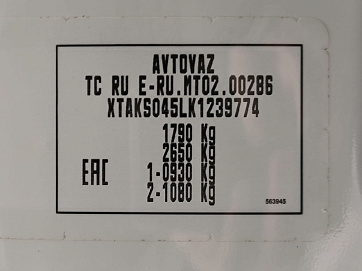 AVTOVAZ
TC RU E-RU.MT02.00286
XTAKS045LK1239774
1790 Kg
2650 Kg
1-0930 Kg
2-1080 Kg
EAC
563945